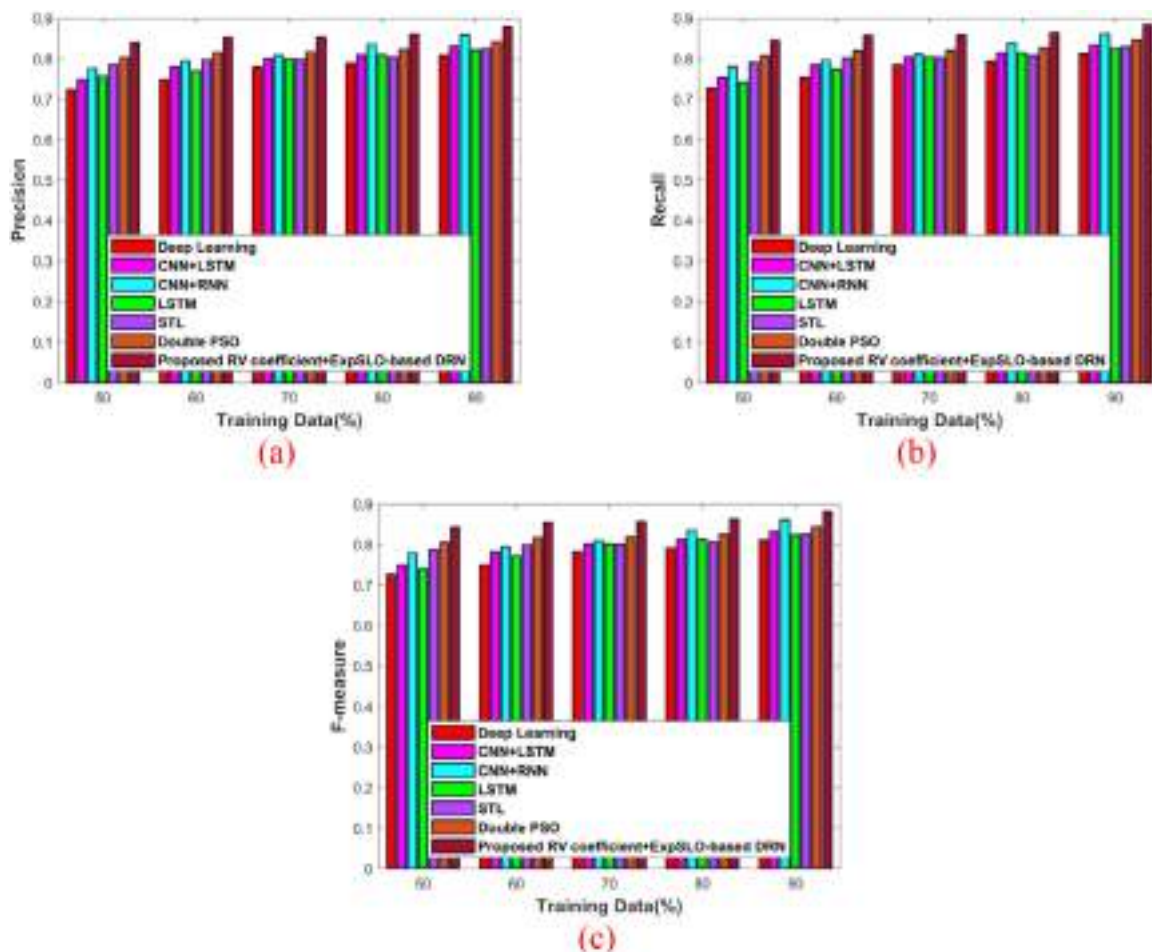 0.9
0.8
0.7
0.6
0.5
0.4
0.3
0.2
0.1
0
Precision
Deep Learning
CNN+LSTM
CNN+RNN
LSTM
STL
Double PSO
Proposed RV coefficient+ExpSLO-based DRN
50 60 70 80 90
Training Data(%)
(a)
0.9
0.8
0.7
0.6
0.5
0.4
0.3
0.2
0.1
0
Recall
Deep Learning
CNN+LSTM
CNN+RNN
LSTM
STL
Double PSO
Proposed RV coefficient+ExpSLO-based DRN
50 60 70 80 90
Training Data(%)
(b)
0.9
0.8
0.7
0.6
0.5
0.4
0.3
0.2
0.1
0
F-measure
Deep Learning
CNN+LSTM
CNN+RNN
LSTM
STL
Double PSO
Proposed RV coefficient+ExpSLO-based DRN
50 60 70 80 90
Training Data(%)
(c)